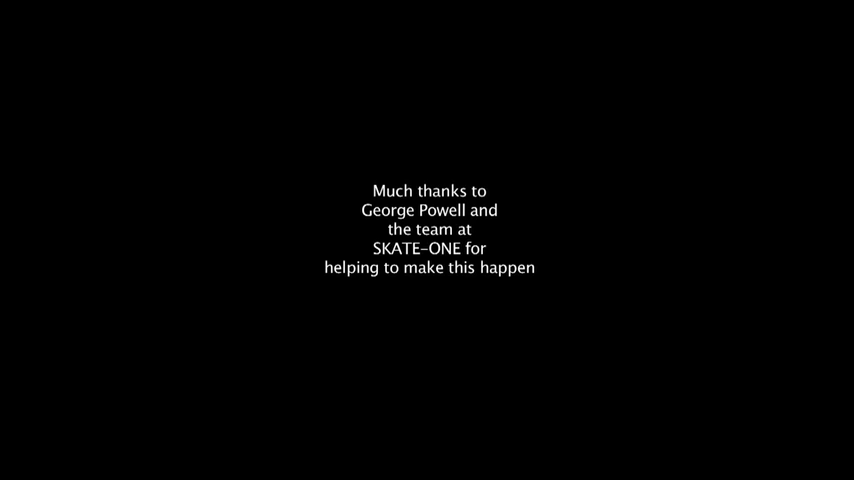 Much thanks to
George Powell and
the team at
SKATE-ONE for
helping to make this happen